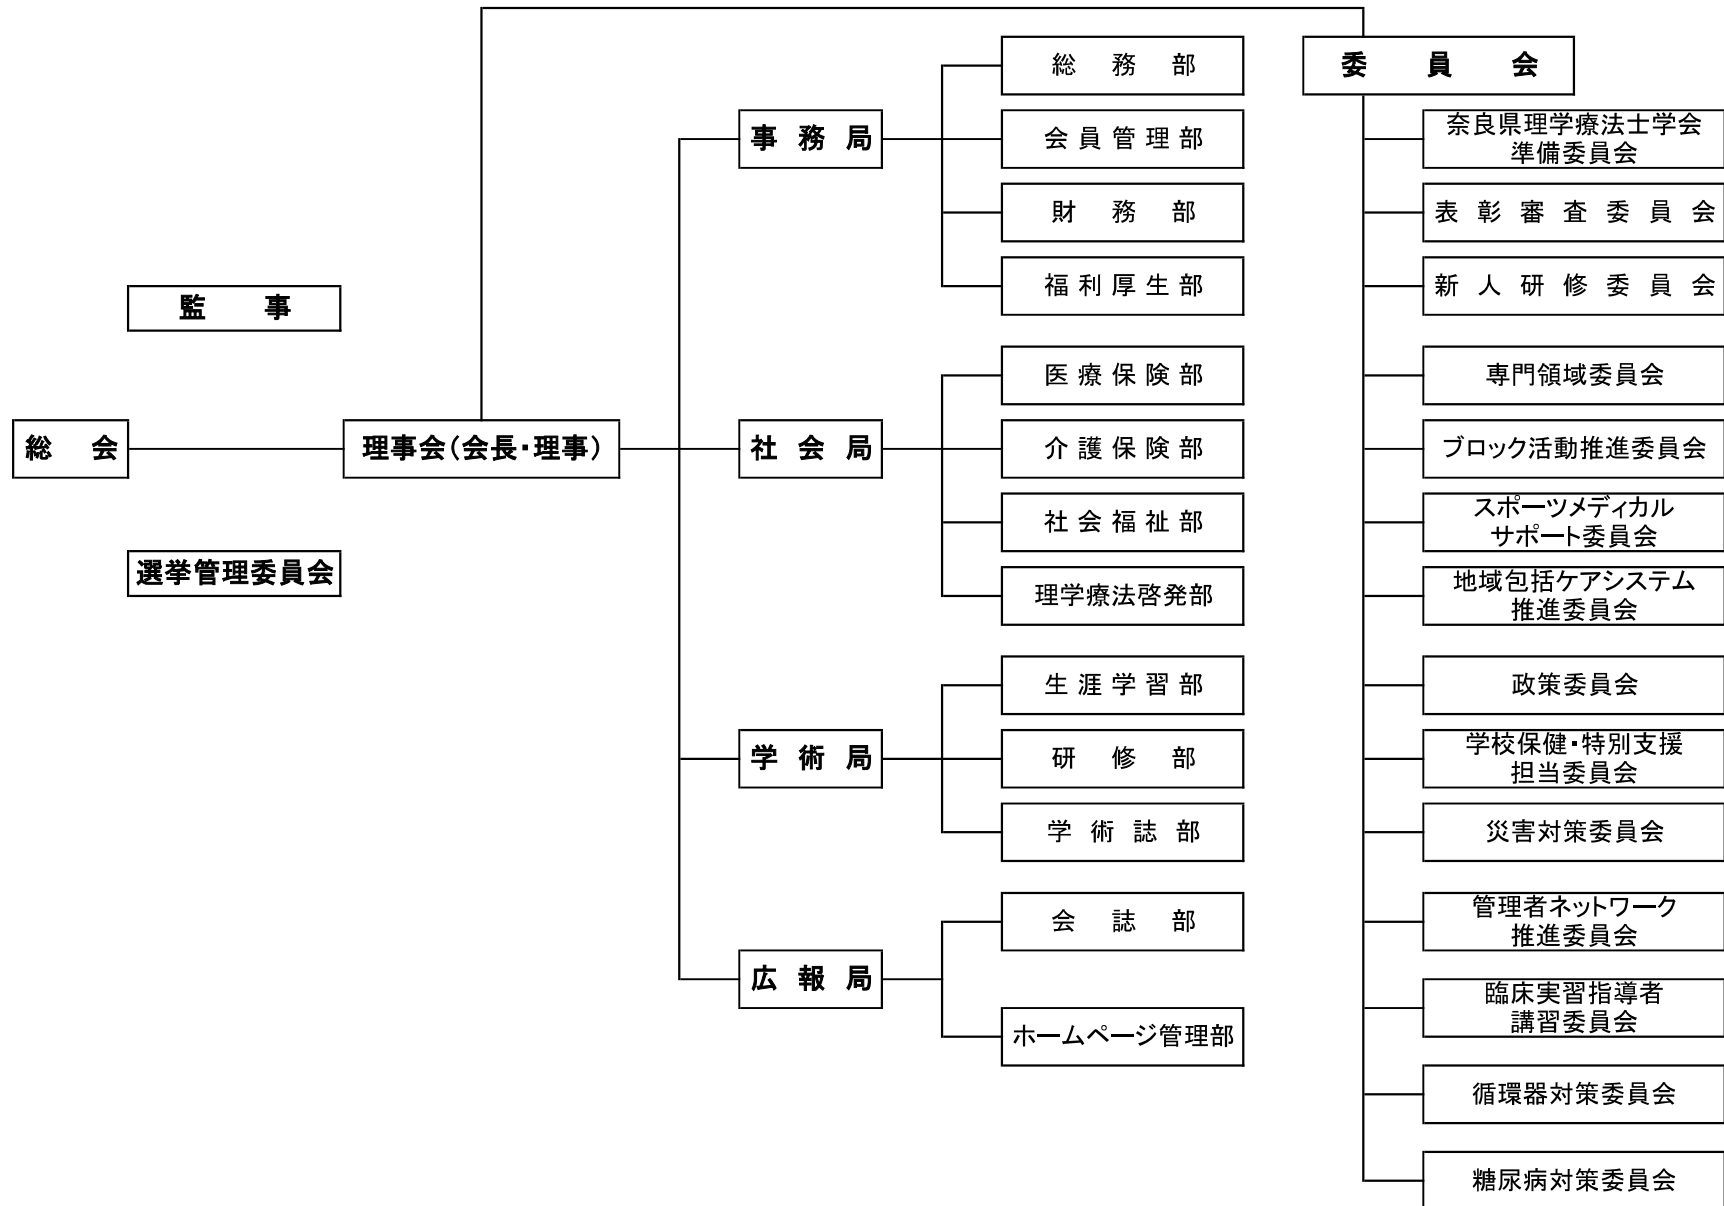 総会
監事
選挙管理委員会
理事会(会長・理事)
事務局
総務部
会員管理部
財務部
福利厚生部
社会局
医療保険部
介護保険部
社会福祉部
理学療法啓発部
学術局
生涯学習部
研修部
学術誌部
広報局
会誌部
ホームページ管理部
委員会
奈良県理学療法士学会
準備委員会
表彰審査委員会
新人研修委員会
専門領域委員会
ブロック活動推進委員会
スポーツメディカル
サポート委員会
地域包括ケアシステム
推進委員会
政策委員会
学校保健・特別支援
担当委員会
災害対策委員会
管理者ネットワーク
推進委員会
臨床実習指導者
講習委員会
循環器対策委員会
糖尿病対策委員会